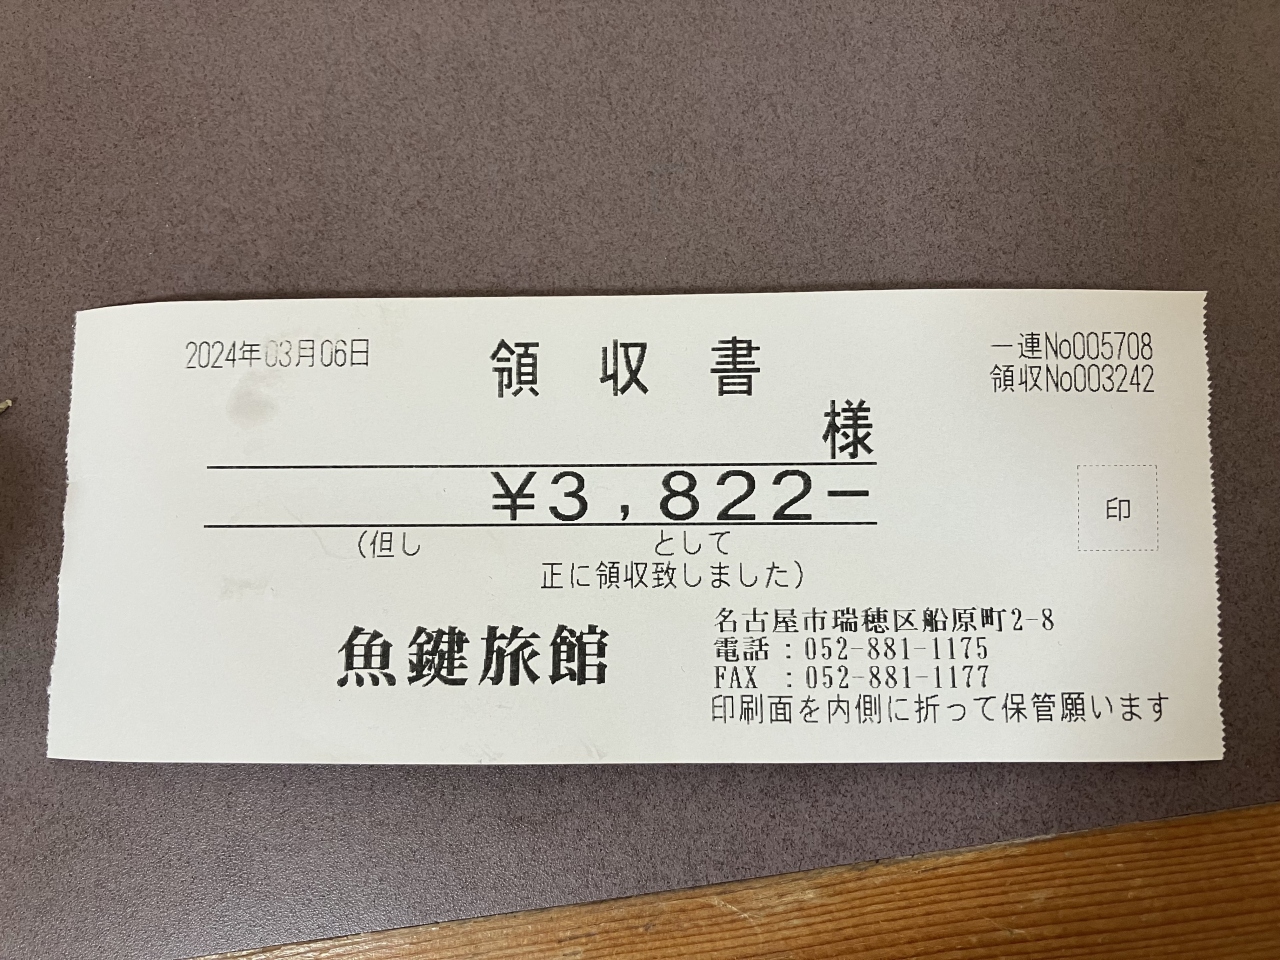 2024年03月06日
領収書
一連No005708
領収No003242
様
¥3,822-
印
(但し として
正に領収致しました)
魚鍵旅館
名古屋市瑞穂区船原町2-8
電話:052-881-1175
FAX:052-881-1177
印刷面を内側に折って保管願います